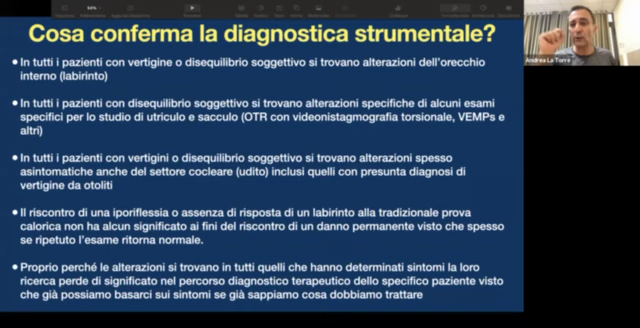 Cosa conferma la diagnostica strumentale?
• In tutti i pazienti con vertigine o disequilibrio soggettivo si trovano alterazioni dell'orecchio
interno (labirinto)
• In tutti i pazienti con disequilibrio soggettivo si trovano alterazioni specifiche di alcuni esami
specifici per lo studio di utriculo e sacculo (OTR con videonistagmografia torsionale, VEMPs e
altri)
• In tutti i pazienti con vertigini o disequilibrio soggettivo si trovano alterazioni spesso
asintomatiche anche del settore cocleare (udito) inclusi quelli con presunta diagnosi di
vertigine da otoliti
• Il riscontro di una iporiflessia o assenza di risposta di un labirinto alla tradizionale prova
calorica non ha alcun significato ai fini del riscontro di un danno permanente visto che spesso
se ripetuto l'esame ritorna normale.
• Proprio perché le alterazioni si trovano in tutti quelli che hanno determinati sintomi la loro
ricerca perde di significato nel percorso diagnostico terapeutico dello specifico paziente visto
che già possiamo basarci sui sintomi se già sappiamo cosa dobbiamo trattare
Andrea La Torre